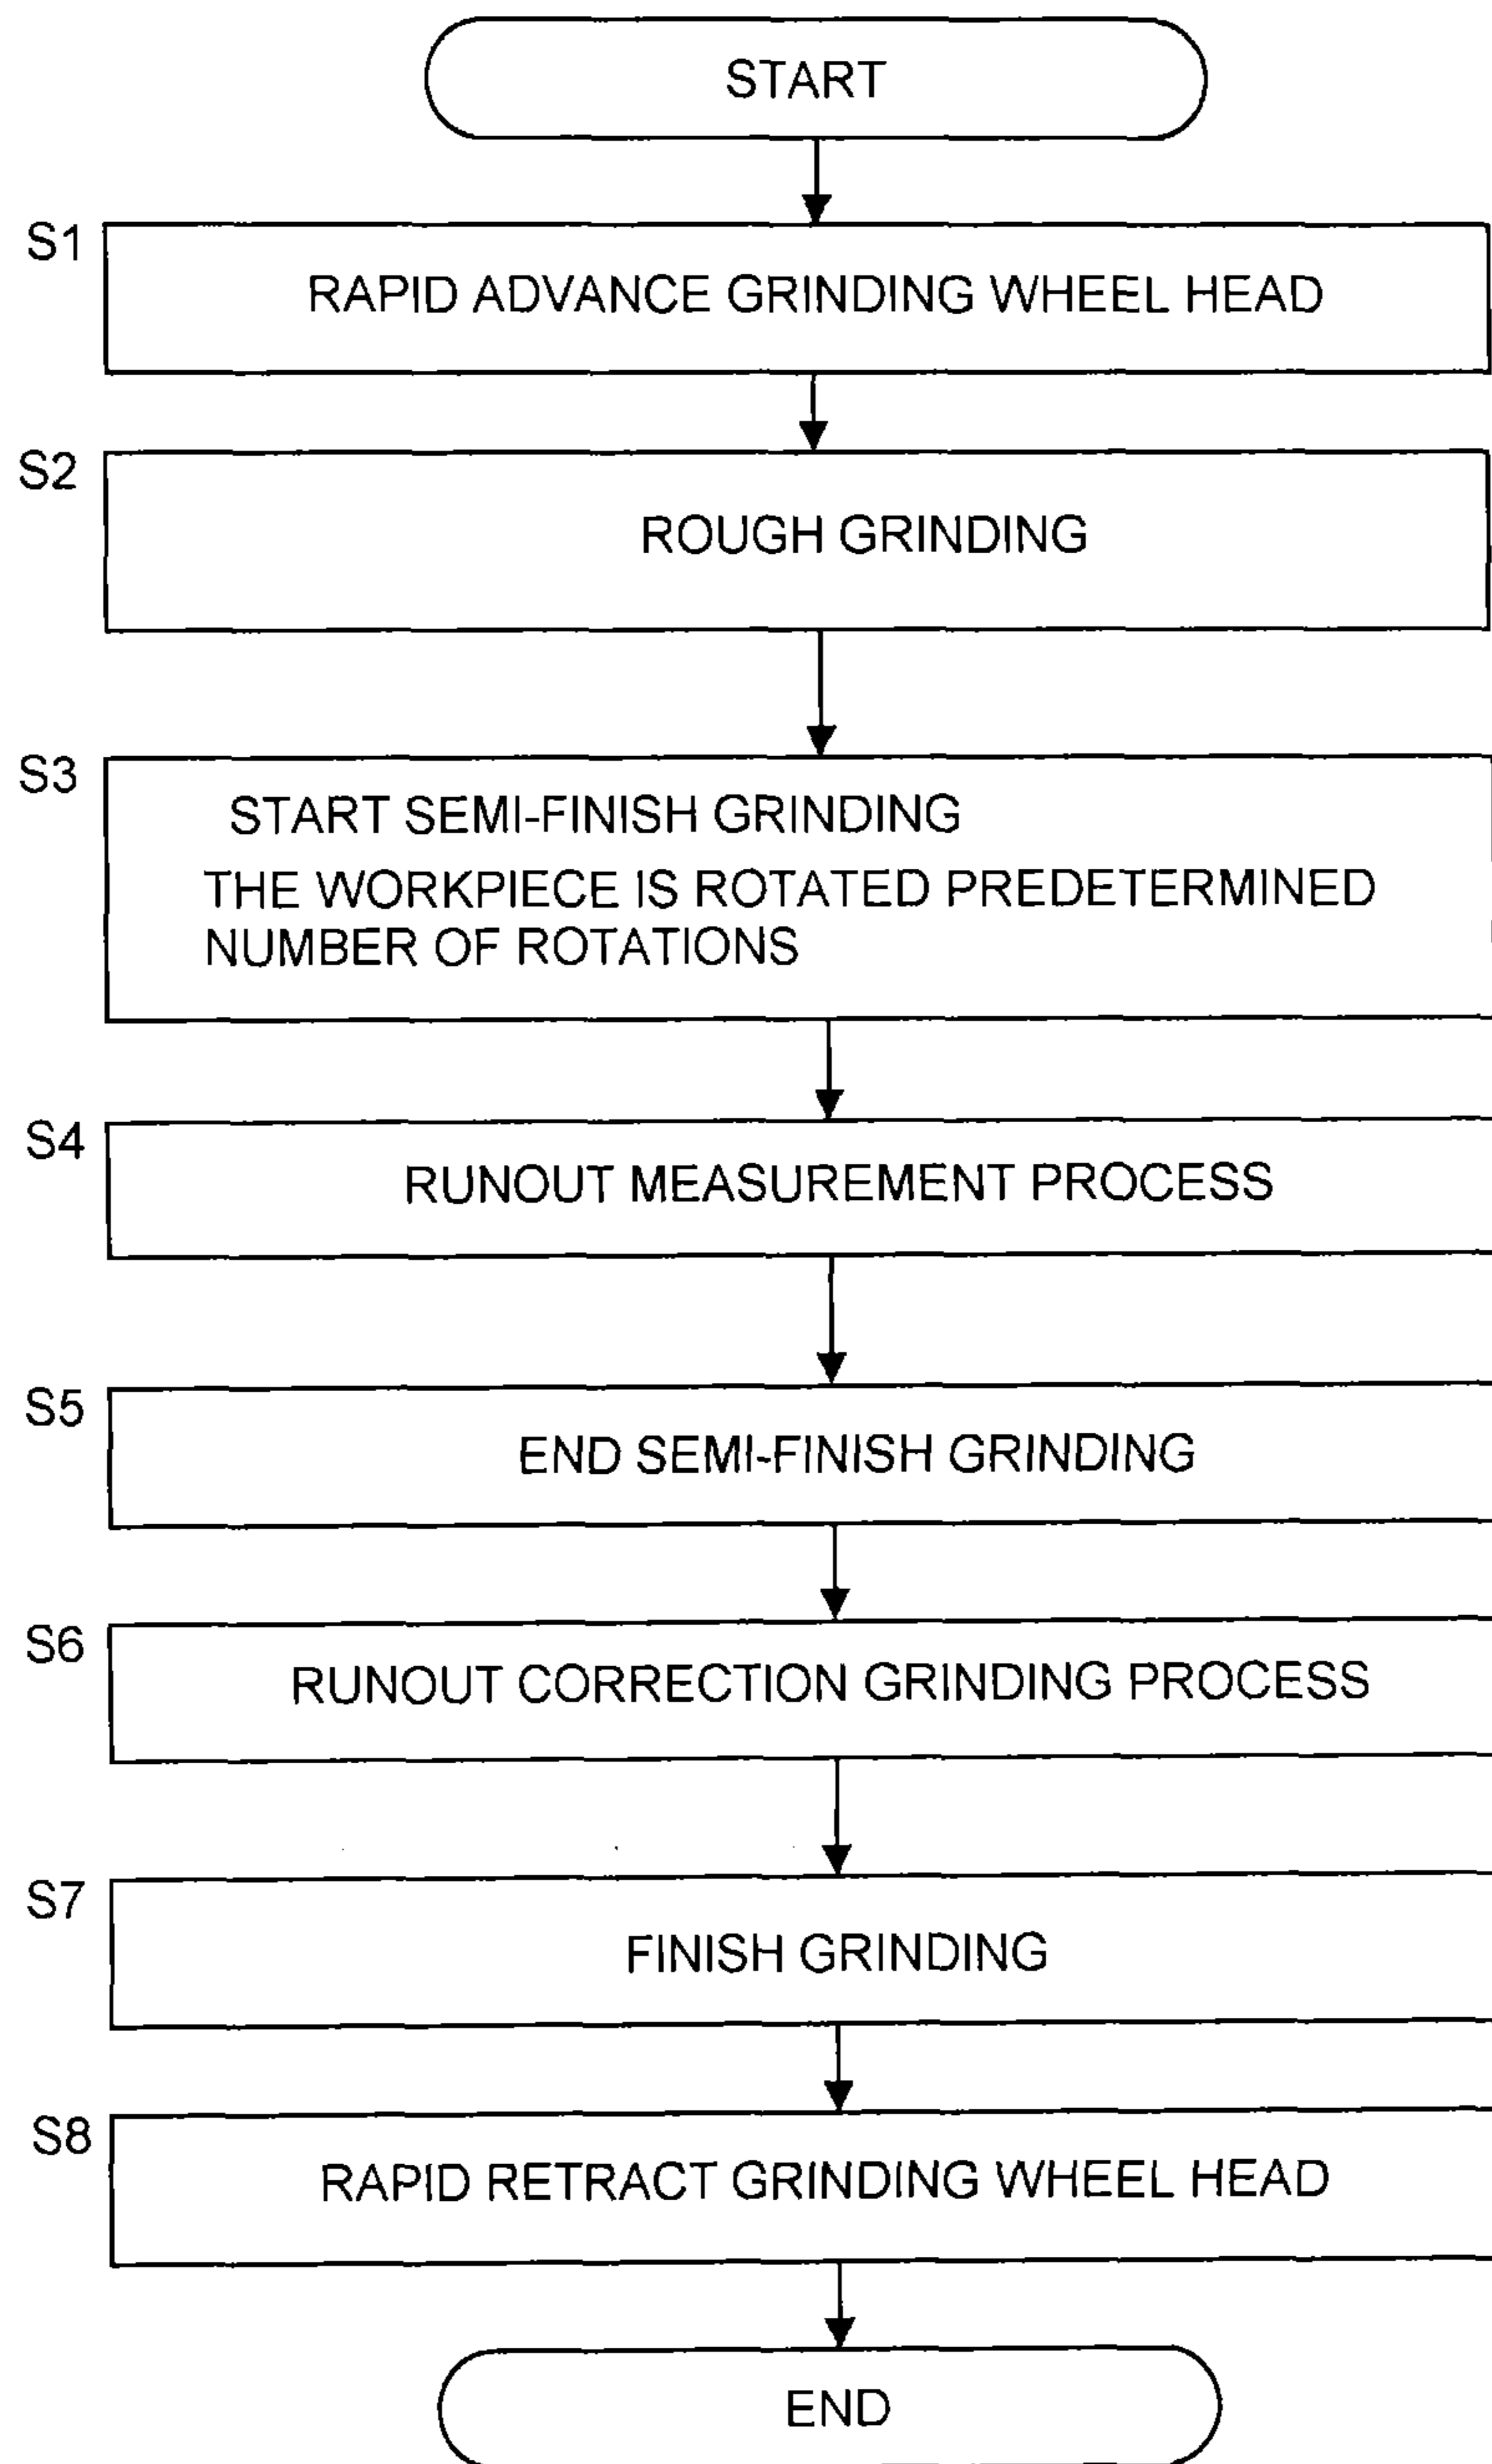 START
S1
RAPID ADVANCE GRINDING WHEEL HEAD
S2
ROUGH GRINDING
S3
START SEMI-FINISH GRINDING
THE WORKPIECE IS ROTATED PREDETERMINED
NUMBER OF ROTATIONS
S4
RUNOUT MEASUREMENT PROCESS
S5
END SEMI-FINISH GRINDING
S6
RUNOUT CORRECTION GRINDING PROCESS
S7
FINISH GRINDING
S8
RAPID RETRACT GRINDING WHEEL HEAD
END